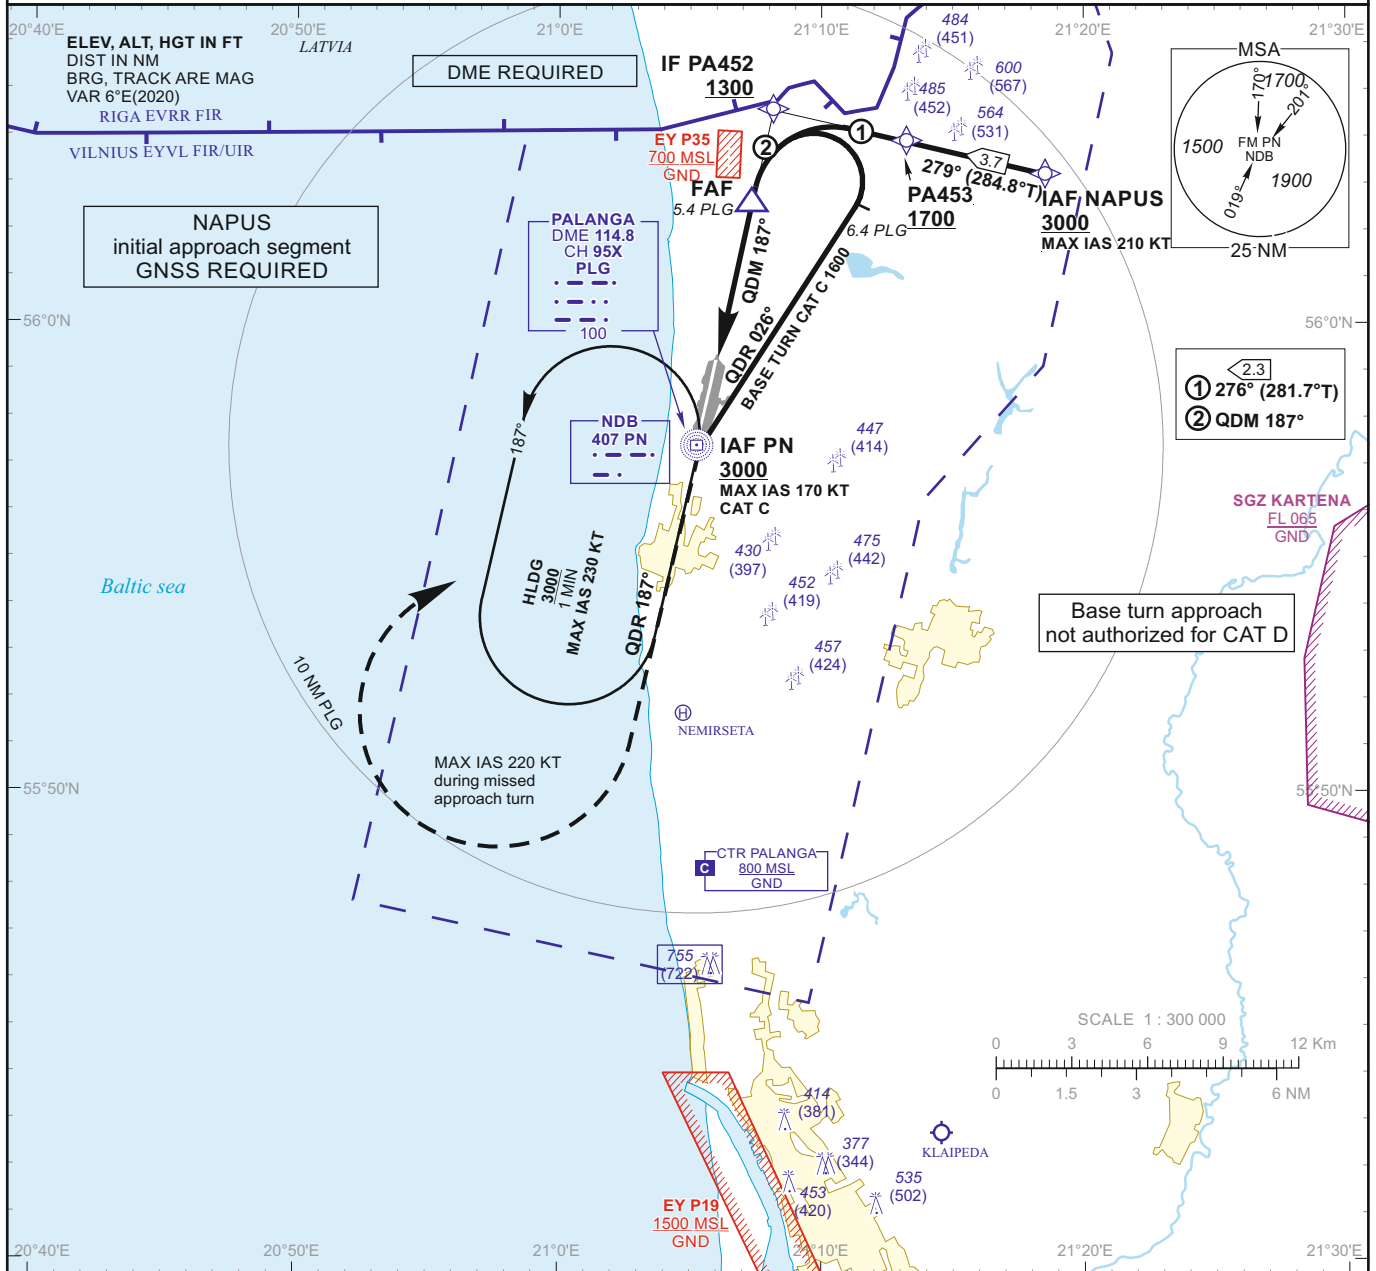 20°40'E
20°50'E
21°0'E
21°10'E
21°20'E
21°30'E
ELEV, ALT, HGT IN FT
DIST IN NM
BRG, TRACK ARE MAG
VAR 6°E(2020)
LATVIA
RIGA EVRR FIR
VILNIUS EYVL FIR/UIR
DME REQUIRED
IF PA452
1300
484
(451)
600
(567)
485
(452)
564
(531)
MSA
170°
1700
201°
1500
FM PN
NDB
1900
019°
25 NM
EY P35
700 MSL
GND
1
2
3.7
279° (284.8°T)
PA453
1700
IAF NAPUS
3000
MAX IAS 210 KT
FAF
5.4 PLG
6.4 PLG
NAPUS
initial approach segment
GNSS REQUIRED
PALANGA
DME 114.8
CH 95X
PLG
100
QDM 187°
QDR 026°
BASE TURN CAT C 1600
56°0'N
56°0'N
2.3
1 276° (281.7°T)
2 QDM 187°
187°
NDB
407 PN
IAF PN
3000
MAX IAS 170 KT
CAT C
447
(414)
SGZ KARTENA
FL 065
GND
430
(397)
475
(442)
452
(419)
457
(424)
Baltic sea
HLDG
3000
1 MIN
MAX IAS 230 KT
QDR 187°
Base turn approach
not authorized for CAT D
10 NM PLG
H
NEMIRSETA
MAX IAS 220 KT
during missed
approach turn
55°50'N
55°50'N
C
CTR PALANGA
800 MSL
GND
755
(722)
SCALE 1 : 300 000
0 3 6 9 12 Km
0 1.5 3 6 NM
414
(381)
377
(344)
453
(420)
535
(502)
KLAIPEDA
EY P19
1500 MSL
GND
20°40'E
20°50'E
21°0'E
21°10'E
21°20'E
21°30'E